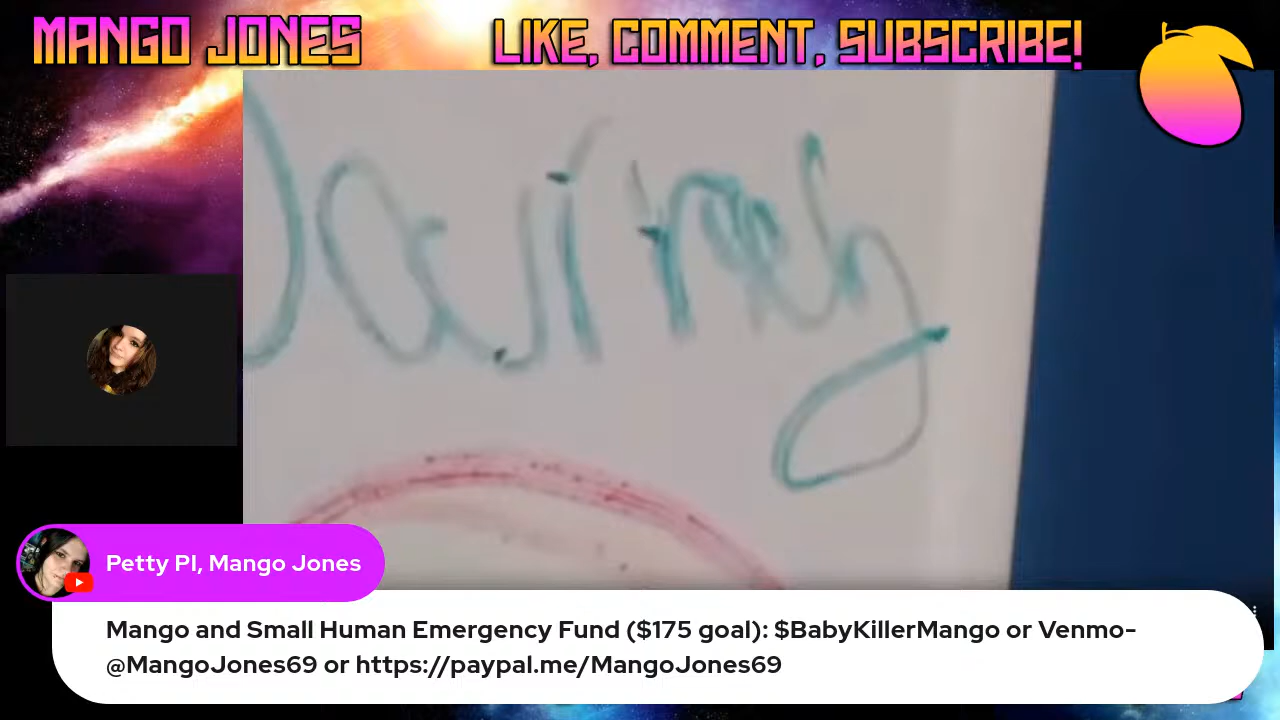 MANGO JONES
LIKE, COMMENT, SUBSCRIBE!
Petty PI, Mango Jones
Mango and Small Human Emergency Fund ($175 goal): $BabyKillerMango or Venmo-
@MangoJones69 or https://paypal.me/MangoJones69